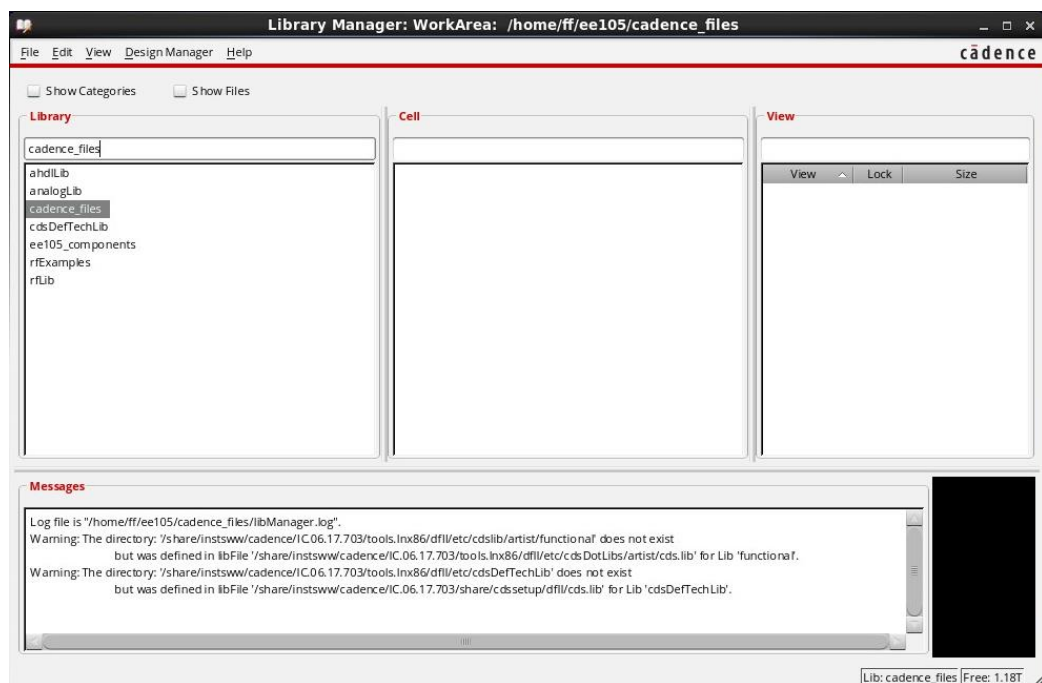 Library Manager: WorkArea: /home/ff/ee105/cadence_files
File Edit View Design Manager Help
cādence
Show Categories Show Files
Library
cadence_files
ahdlLib
analogLib
cadence_files
cdsDefTechLib
ee105_components
rfExamples
rfLib
Cell
View
View Lock Size
Messages
Log file is "/home/ff/ee105/cadence_files/libManager.log".
Warning: The directory: '/share/instsww/cadence/IC.06.17.703/tools.lnx86/dfII/etc/cdslib/artist/functional' does not exist
but was defined in libFile '/share/instsww/cadence/IC.06.17.703/tools.lnx86/dfII/etc/cdsDotLibs/artist/cds.lib' for Lib 'functional'.
Warning: The directory: '/share/instsww/cadence/IC.06.17.703/tools.lnx86/dfII/etc/cdsDefTechLib' does not exist
but was defined in libFile '/share/instsww/cadence/IC.06.17.703/share/cdssetup/dfII/cds.lib' for Lib 'cdsDefTechLib'.
Lib: cadence_files Free: 1.18T